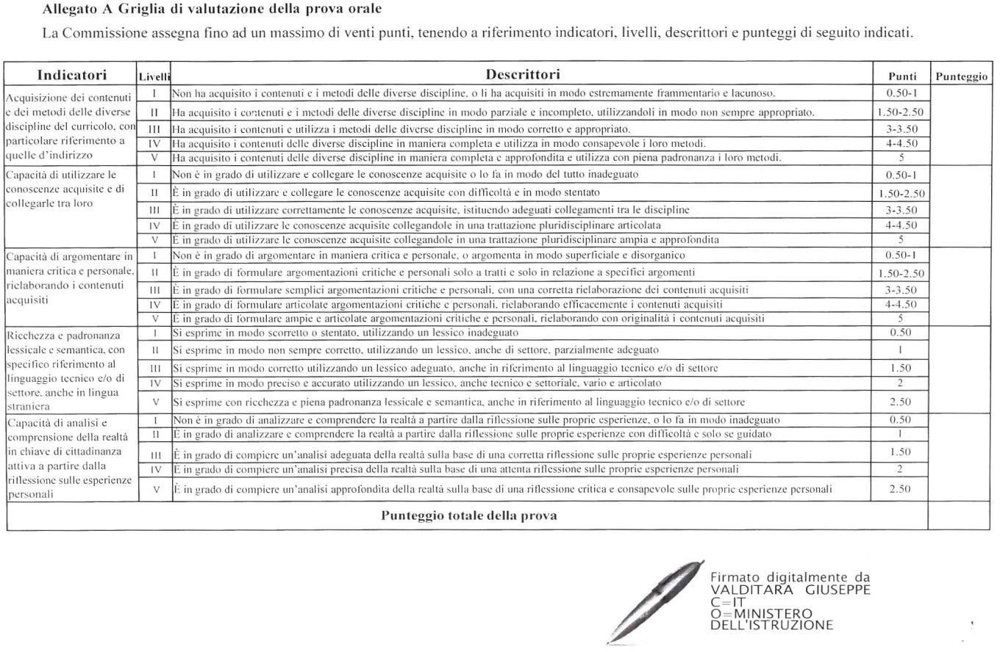 Allegato A Griglia di valutazione della prova orale
La Commissione assegna fino ad un massimo di venti punti, tenendo a riferimento indicatori, livelli, descrittori e punteggi di seguito indicati.
Indicatori Livelli Descrittori Punti Punteggio
Acquisizione dei contenuti
e dei metodi delle diverse
discipline del curricolo, con
particolare riferimento a
quelle d'indirizzo
I Non ha acquisito i contenuti e i metodi delle diverse discipline, o li ha acquisiti in modo estremamente frammentario e lacunoso. 0.50-1
II Ha acquisito i contenuti e i metodi delle diverse discipline in modo parziale e incompleto, utilizzandoli in modo non sempre appropriato. 1.50-2.50
III Ha acquisito i contenuti e utilizza i metodi delle diverse discipline in modo corretto e appropriato. 3-3.50
IV Ha acquisito i contenuti delle diverse discipline in maniera completa e utilizza in modo consapevole i loro metodi. 4-4.50
V Ha acquisito i contenuti delle diverse discipline in maniera completa e approfondita e utilizza con piena padronanza i loro metodi. 5
Capacità di utilizzare le
conoscenze acquisite e di
collegarle tra loro
I Non è in grado di utilizzare e collegare le conoscenze acquisite o lo fa in modo del tutto inadeguato 0.50-1
II È in grado di utilizzare e collegare le conoscenze acquisite con difficoltà e in modo stentato 1.50-2.50
III È in grado di utilizzare correttamente le conoscenze acquisite, istituendo adeguati collegamenti tra le discipline 3-3.50
IV È in grado di utilizzare le conoscenze acquisite collegandole in una trattazione pluridisciplinare articolata 4-4.50
V È in grado di utilizzare le conoscenze acquisite collegandole in una trattazione pluridisciplinare ampia e approfondita 5
Capacità di argomentare in
maniera critica e personale,
rielaborando i contenuti
acquisiti
I Non è in grado di argomentare in maniera critica e personale, o argomenta in modo superficiale e disorganico 0.50-1
II È in grado di formulare argomentazioni critiche e personali solo a tratti e solo in relazione a specifici argomenti 1.50-2.50
III È in grado di formulare semplici argomentazioni critiche e personali, con una corretta rielaborazione dei contenuti acquisiti 3-3.50
IV È in grado di formulare articolate argomentazioni critiche e personali, rielaborando efficacemente i contenuti acquisiti 4-4.50
V È in grado di formulare ampie e articolate argomentazioni critiche e personali, rielaborando con originalità i contenuti acquisiti 5
Ricchezza e padronanza
lessicale e semantica, con
specifico riferimento al
linguaggio tecnico e/o di
settore, anche in lingua
straniera
I Si esprime in modo scorretto o stentato, utilizzando un lessico inadeguato 0.50
II Si esprime in modo non sempre corretto, utilizzando un lessico, anche di settore, parzialmente adeguato 1
III Si esprime in modo corretto utilizzando un lessico adeguato, anche in riferimento al linguaggio tecnico e/o di settore 1.50
IV Si esprime in modo preciso e accurato utilizzando un lessico, anche tecnico e settoriale, vario e articolato 2
V Si esprime con ricchezza e piena padronanza lessicale e semantica, anche in riferimento al linguaggio tecnico e/o di settore 2.50
Capacità di analisi e
comprensione della realtà
in chiave di cittadinanza
attiva a partire dalla
riflessione sulle esperienze
personali
I Non è in grado di analizzare e comprendere la realtà a partire dalla riflessione sulle proprie esperienze, o lo fa in modo inadeguato 0.50
II È in grado di analizzare e comprendere la realtà a partire dalla riflessione sulle proprie esperienze con difficoltà e solo se guidato 1
III È in grado di compiere un'analisi adeguata della realtà sulla base di una corretta riflessione sulle proprie esperienze personali 1.50
IV È in grado di compiere un'analisi precisa della realtà sulla base di una attenta riflessione sulle proprie esperienze personali 2
V È in grado di compiere un'analisi approfondita della realtà sulla base di una riflessione critica e consapevole sulle proprie esperienze personali 2.50
Punteggio totale della prova
Firmato digitalmente da
VALDITARA GIUSEPPE
C=IT
O=MINISTERO
DELL'ISTRUZIONE